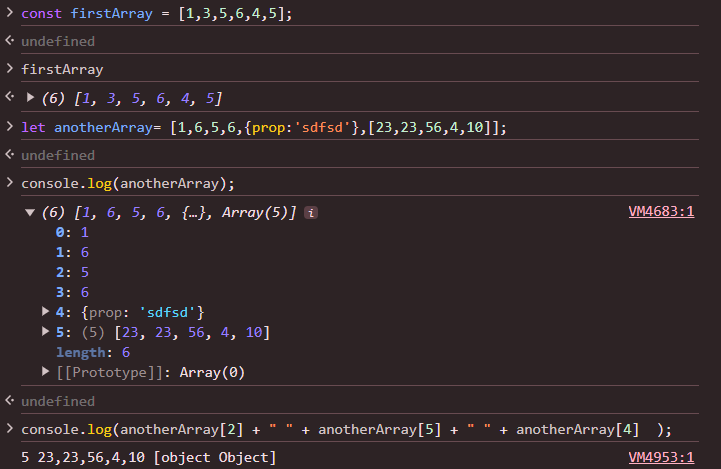 const firstArray = [1,3,5,6,4,5];
undefined
firstArray
(6) [1, 3, 5, 6, 4, 5]
let anotherArray= [1,6,5,6,{prop:'sdfsd'},[23,23,56,4,10]];
undefined
console.log(anotherArray);
(6) [1, 6, 5, 6, {…}, Array(5)] i VM4683:1
0: 1
1: 6
2: 5
3: 6
4: {prop: 'sdfsd'}
5: (5) [23, 23, 56, 4, 10]
length: 6
[[Prototype]]: Array(0)
undefined
console.log(anotherArray[2] + " " + anotherArray[5] + " " + anotherArray[4]  );
5 23,23,56,4,10 [object Object] VM4953:1